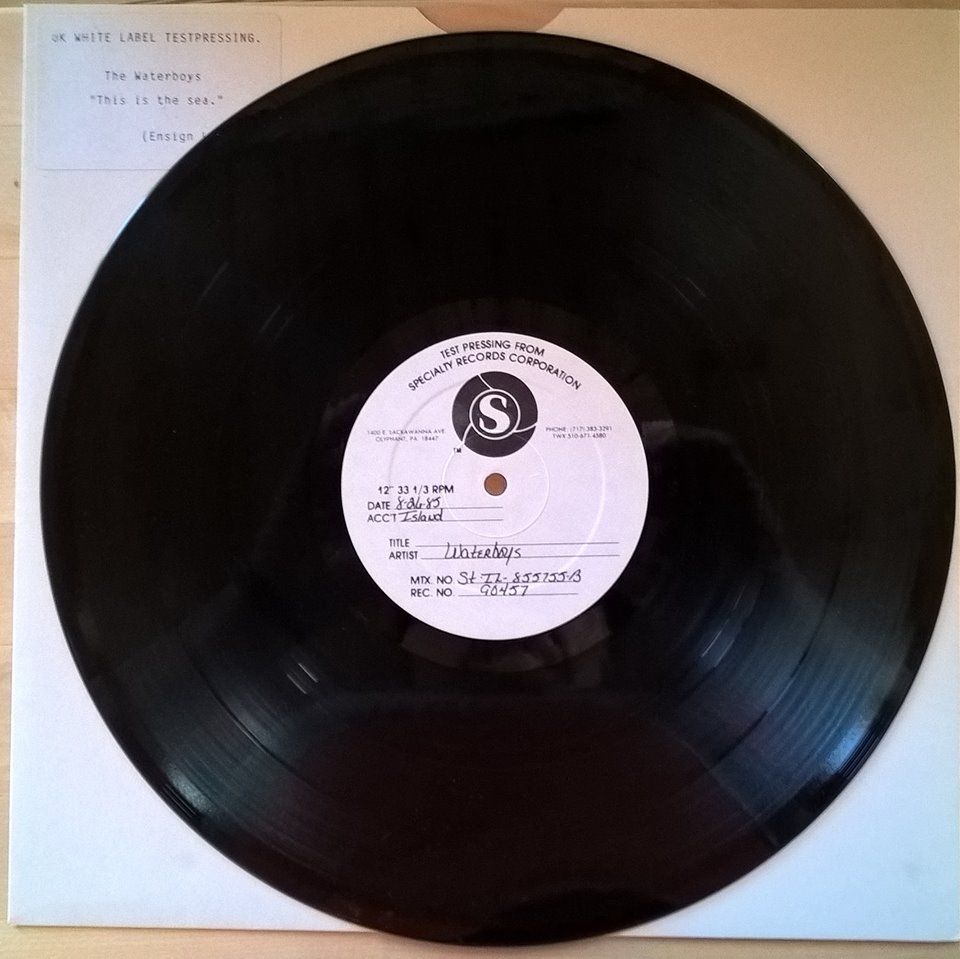 UK WHITE LABEL TESTPRESSING.
The Waterboys
"This is the sea."
(Ensign
TEST PRESSING FROM
SPECIALTY RECORDS CORPORATION
S
1400 E. LACKAWANNA AVE.
OLYPHANT, PA. 18447
PHONE: (717)-383-3291
TWX 510-671-4580
TM
12" 33 1/3 RPM
DATE 8-26-85
ACC'T Island
TITLE
ARTIST Waterboys
MTX. NO. St-IL-855755-B
REC. NO. 90457